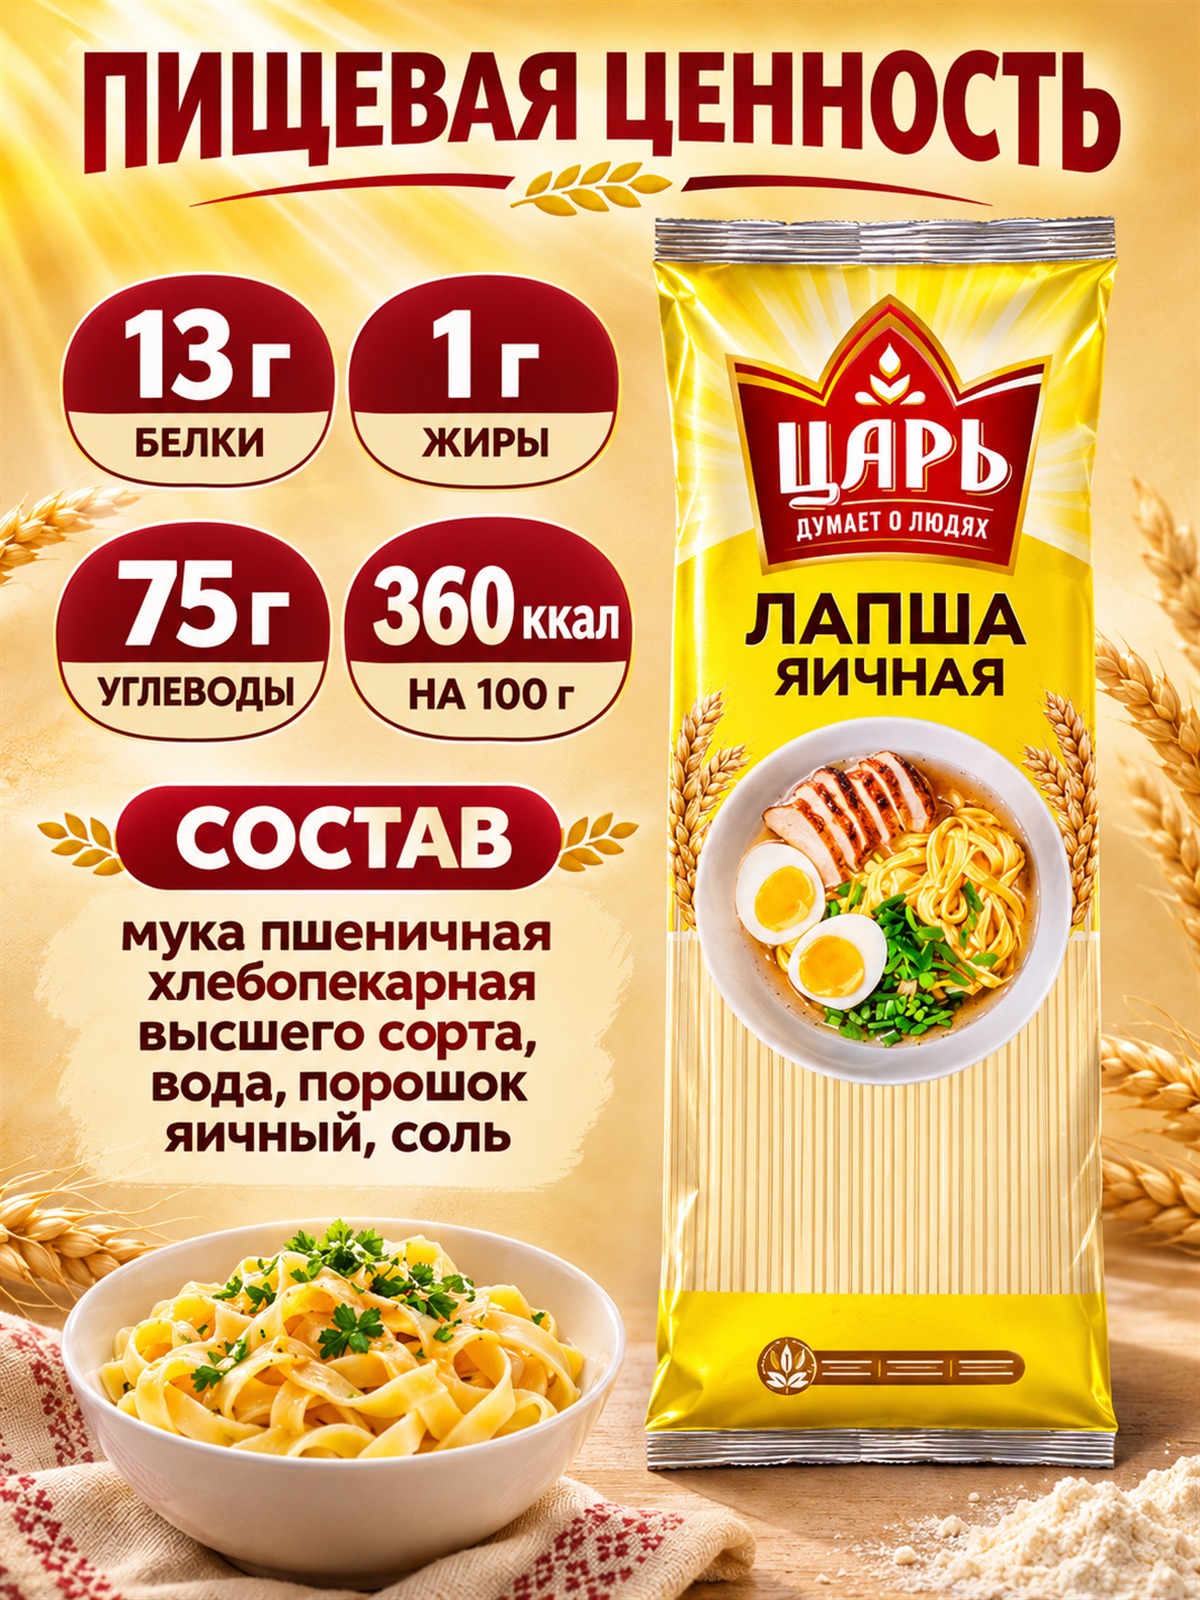 ПИЩЕВАЯ ЦЕННОСТЬ
13 г
БЕЛКИ
1 г
ЖИРЫ
75 г
УГЛЕВОДЫ
360 ккал
НА 100 г
СОСТАВ
мука пшеничная
хлебопекарная
высшего сорта,
вода, порошок
яичный, соль
ЦАРЬ
ДУМАЕТ О ЛЮДЯХ
ЛАПША
ЯИЧНАЯ